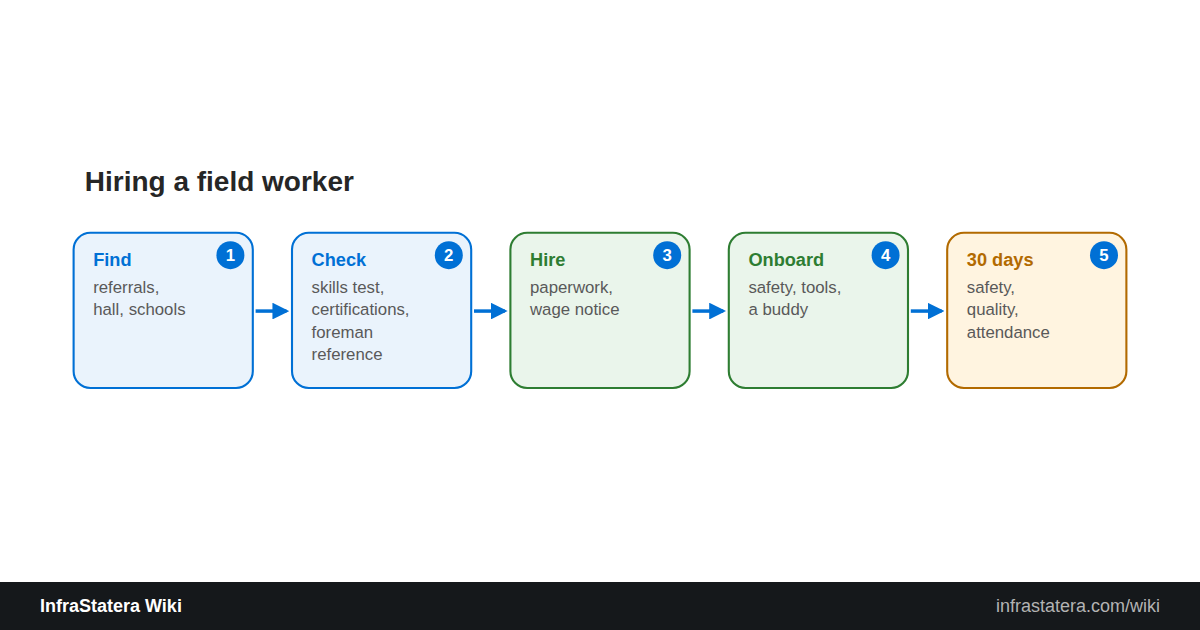 Hiring a field worker
Find
1
referrals,
hall, schools
Check
2
skills test,
certifications,
foreman
reference
Hire
3
paperwork,
wage notice
Onboard
4
safety, tools,
a buddy
30 days
5
safety,
quality,
attendance
InfraStatera Wiki
infrastatera.com/wiki